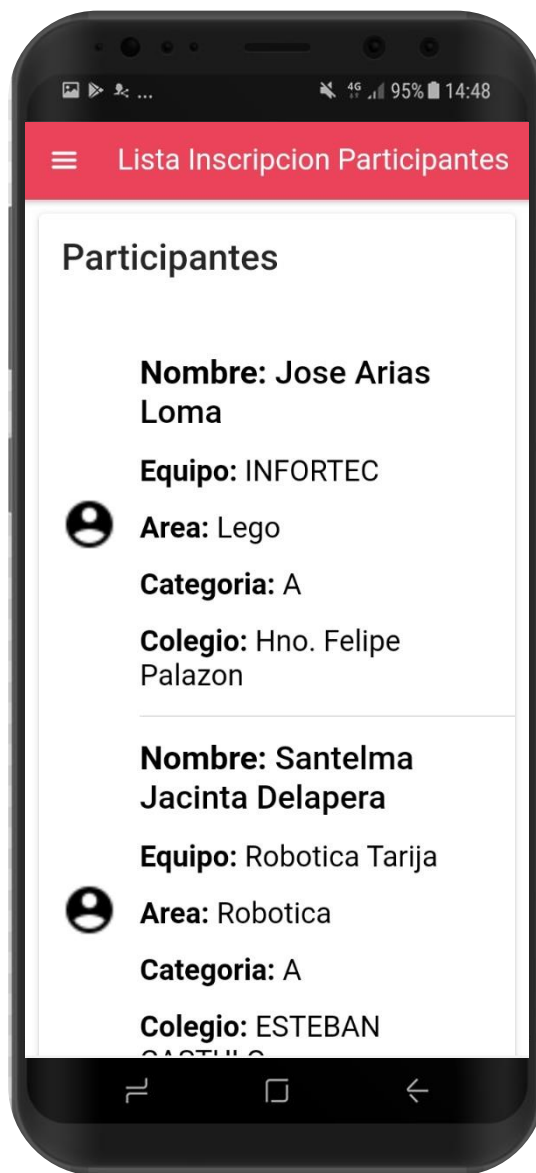 ... 4G 95% 14:48
Lista Inscripcion Participantes
Participantes
Nombre: Jose Arias
Loma
Equipo: INFORTEC
Area: Lego
Categoria: A
Colegio: Hno. Felipe
Palazon
Nombre: Santelma
Jacinta Delapera
Equipo: Robotica Tarija
Area: Robotica
Categoria: A
Colegio: ESTEBAN